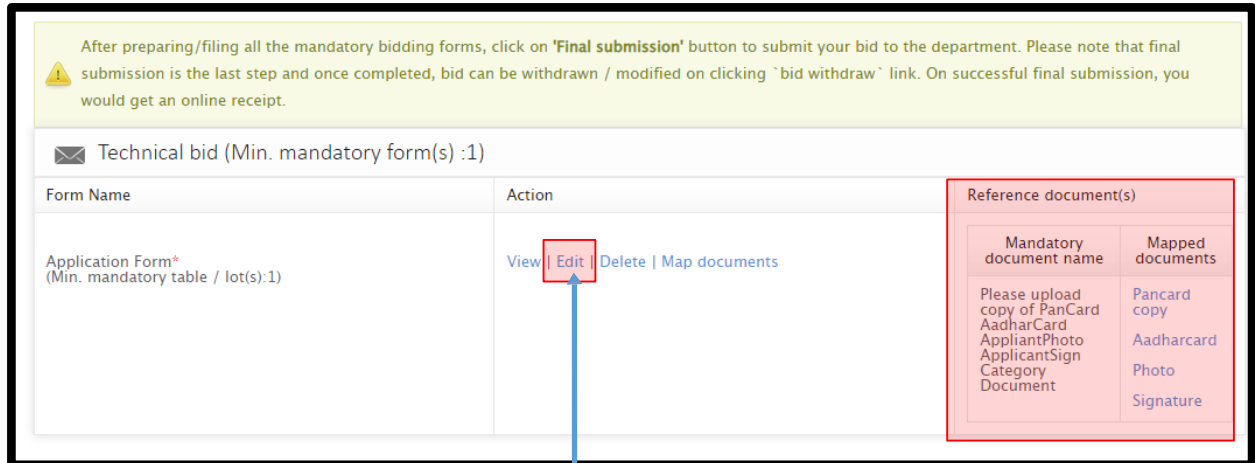 After preparing/filing all the mandatory bidding forms, click on 'Final submission' button to submit your bid to the department. Please note that final
submission is the last step and once completed, bid can be withdrawn / modified on clicking `bid withdraw` link. On successful final submission, you
would get an online receipt.
Technical bid (Min. mandatory form(s) :1)
Form Name
Action
Reference document(s)
Application Form*
(Min. mandatory table / lot(s):1)
View | Edit | Delete | Map documents
Mandatory
document name
Mapped
documents
Please upload
copy of PanCard
AadharCard
AppliantPhoto
ApplicantSign
Category
Document
Pancard
copy
Aadharcard
Photo
Signature